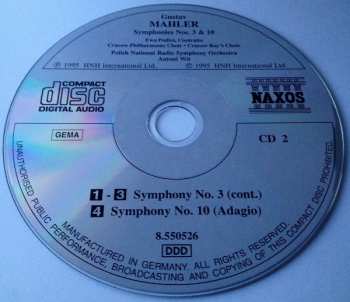 Gustav
MAHLER
Symphonies Nos. 3 & 10
Ewa Podles, Contralto
Cracow Philharmonic Choir • Cracow Boy's Choir
Polish National Radio Symphony Orchestra
Antoni Wit
℗ 1995 HNH International Ltd.
© 1995 HNH International Ltd.
COMPACT
disc
DIGITAL AUDIO
NAXOS
GEMA
CD 2
1 - 3 Symphony No. 3 (cont.)
4 Symphony No. 10 (Adagio)
8.550526
DDD
MANUFACTURED IN GERMANY. ALL RIGHTS RESERVED. UNAUTHORISED PUBLIC PERFORMANCE, BROADCASTING AND COPYING OF THIS COMPACT DISC PROHIBITED.